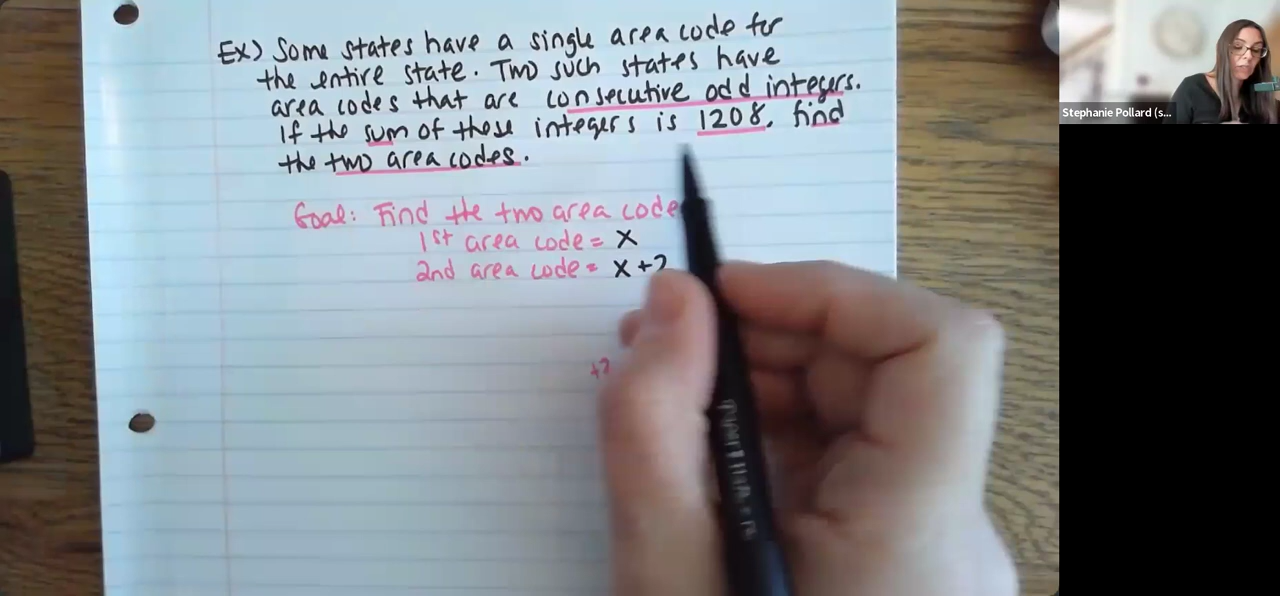 Ex) Some states have a single area code for
the entire state. Two such states have
area codes that are consecutive odd integers.
If the sum of these integers is 1208, find
the two area codes.
Goal: Find the two area code
1st area code = x
2nd area code = x +2
+2
Stephanie Pollard (s...